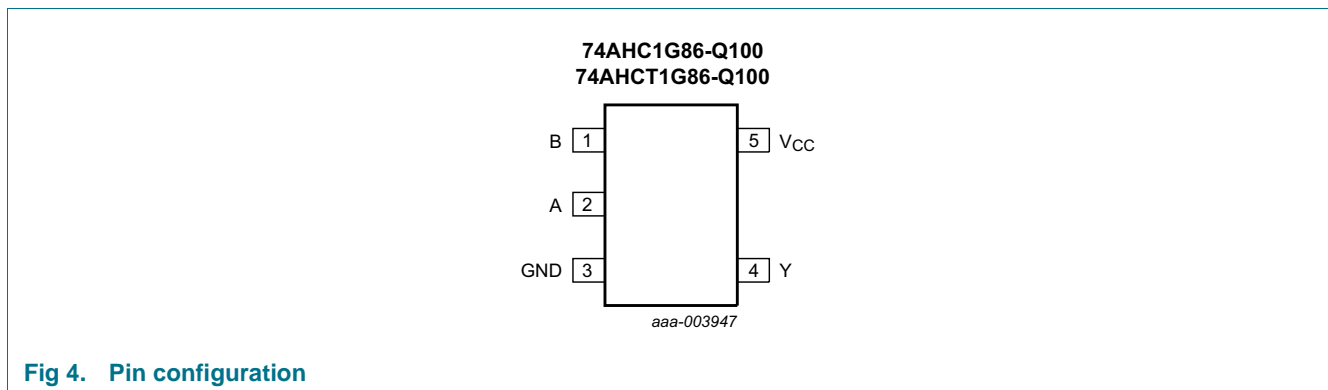 74AHC1G86-Q100
74AHCT1G86-Q100
B 1
5 VCC
A 2
GND 3
4 Y
aaa-003947
Fig 4. Pin configuration